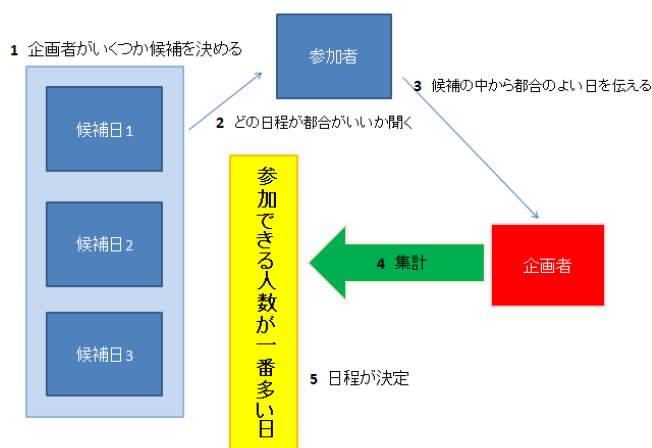 1 企画者がいくつか候補を決める
候補日1
候補日2
候補日3
参加者
2 どの日程が都合がいいか聞く
3 候補の中から都合のよい日を伝える
企画者
4 集計
参加できる人数が一番多い日
5 日程が決定